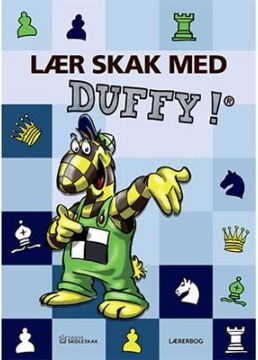 LÆR SKAK MED
DUFFY!®
DANSK
SKOLESKAK
LÆRERBOG